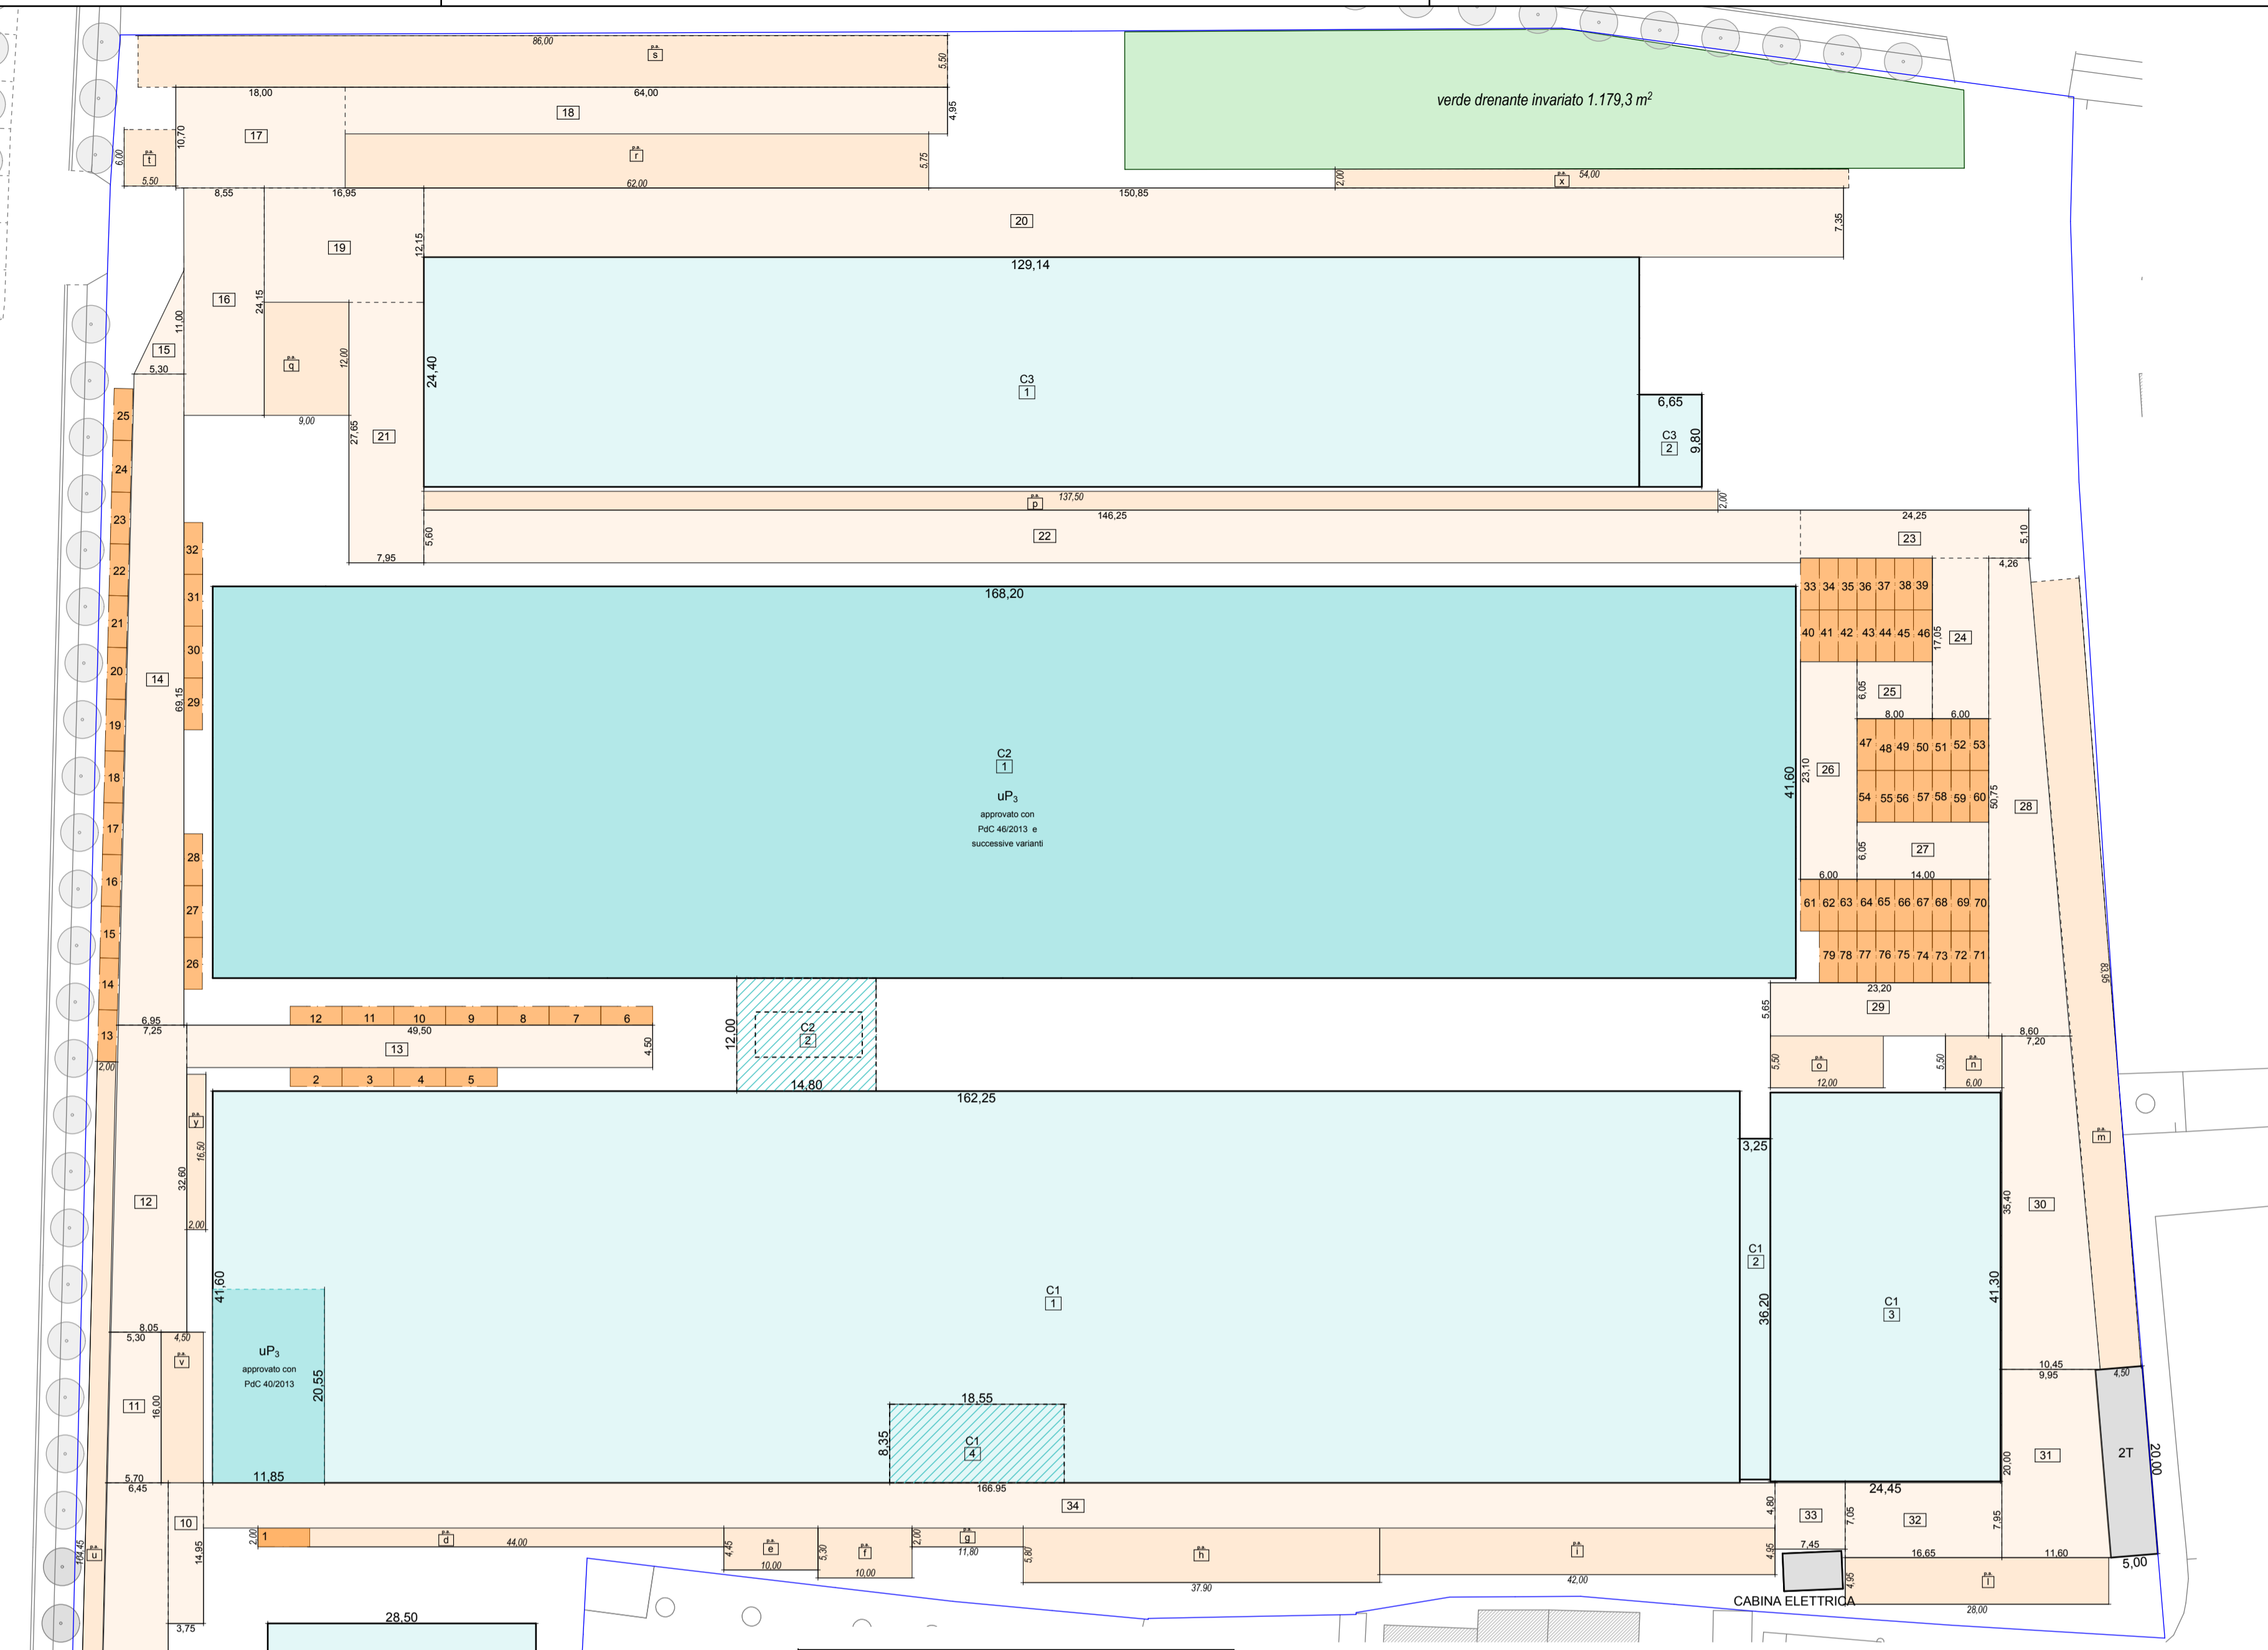 86,00
p.a.
s
5,50
18,00
64,00
4,95
18
17
10,70
6,00
p.a.
t
5,50
p.a.
r
5,75
62,00
verde drenante invariato 1.179,3 m²
2,00
p.a.
x
54,00
8,55
16,95
150,85
20
7,35
19
12,15
16
24,15
129,14
11,00
15
5,30
p.a.
q
12,00
9,00
24,40
C3
1
6,65
C3
2
9,80
21
27,65
p.a.
p
137,50
2,00
146,25
24,25
5,60
22
23
5,10
7,95
4,26
25
24
23
22
21
20
19
18
17
16
15
14
13
32
31
30
29
28
27
26
14
69,15
168,20
C2
1
uP3
approvato con
PdC 46/2013 e
successive varianti
41,60
33 34 35 36 37 38 39
40 41 42 43 44 45 46
17,05
24
6,05
25
8,00
6,00
47 48 49 50 51 52 53
54 55 56 57 58 59 60
23,10
26
50,75
28
6,05
27
6,00
14,00
61 62 63 64 65 66 67 68 69 70
79 78 77 76 75 74 73 72 71
83,95
23,20
5,65
29
6,95
7,25
12 11 10 9 8 7 6
49,50
13
4,50
2 3 4 5
2,00
12,00
C2
2
14,80
8,60
7,20
5,50
p.a.
o
12,00
5,50
p.a.
n
6,00
p.a.
m
p.a.
y
16,50
32,60
2,00
12
162,25
3,25
C1
2
36,20
C1
1
C1
3
41,30
35,40
30
41,60
8,05
5,30
4,50
p.a.
v
uP3
approvato con
PdC 40/2013
20,55
11,85
11
16,00
18,55
8,35
C1
4
10,45
9,95
4,50
31
20,00
2T
20,00
5,00
5,70
6,45
166.95
34
24,45
4,80
33
7,05
32
7,95
10
14,95
3,75
104,45
p.a.
u
2,00
1
p.a.
d
44,00
4,45
p.a.
e
10,00
5,30
p.a.
f
10,00
2,00
p.a.
g
11,80
5,80
p.a.
h
37.90
p.a.
i
42,00
4,95
7,45
16,65
11,60
4,95
p.a.
l
28,00
CABINA ELETTRICA
28,50